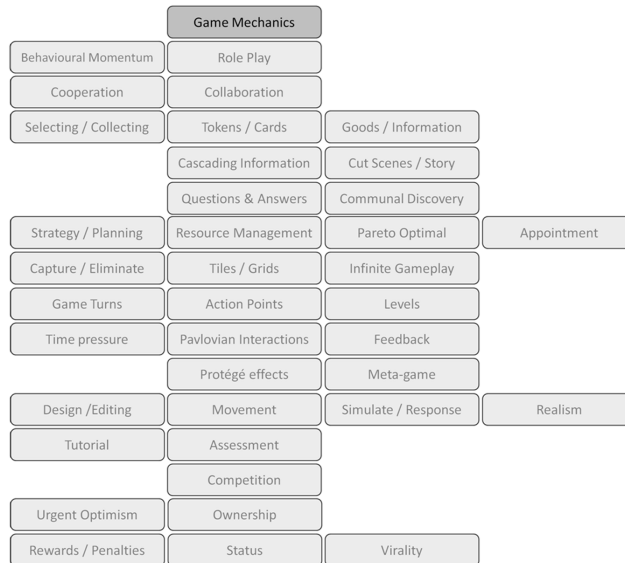 Game Mechanics
Behavioural Momentum
Role Play
Cooperation
Collaboration
Selecting / Collecting
Tokens / Cards
Goods / Information
Cascading Information
Cut Scenes / Story
Questions & Answers
Communal Discovery
Strategy / Planning
Resource Management
Pareto Optimal
Appointment
Capture / Eliminate
Tiles / Grids
Infinite Gameplay
Game Turns
Action Points
Levels
Time pressure
Pavlovian Interactions
Feedback
Protégé effects
Meta-game
Design /Editing
Movement
Simulate / Response
Realism
Tutorial
Assessment
Competition
Urgent Optimism
Ownership
Rewards / Penalties
Status
Virality